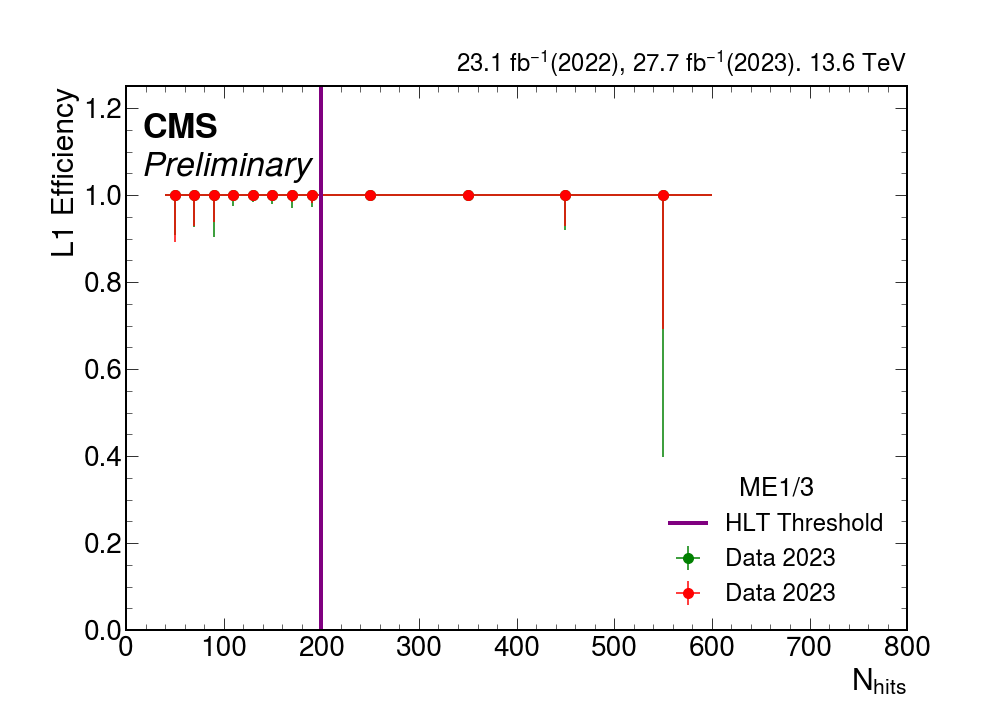 23.1 fb⁻¹(2022), 27.7 fb⁻¹(2023). 13.6 TeV
CMS
Preliminary
L1 Efficiency
1.2
1.0
0.8
0.6
0.4
0.2
0.0
ME1/3
HLT Threshold
Data 2023
Data 2023
0 100 200 300 400 500 600 700 800
N_hits